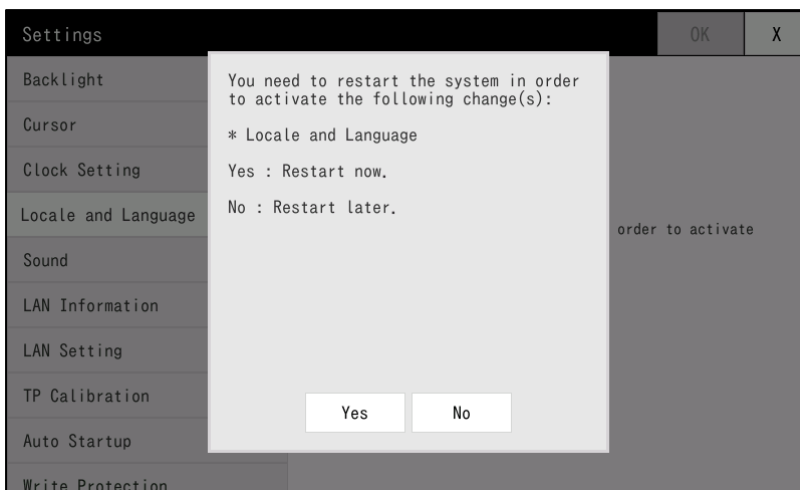 Settings
OK
X
Backlight
Cursor
Clock Setting
Locale and Language
Sound
LAN Information
LAN Setting
TP Calibration
Auto Startup
Write Protection
You need to restart the system in order
to activate the following change(s):
* Locale and Language
Yes : Restart now.
No : Restart later.
Yes
No
order to activate